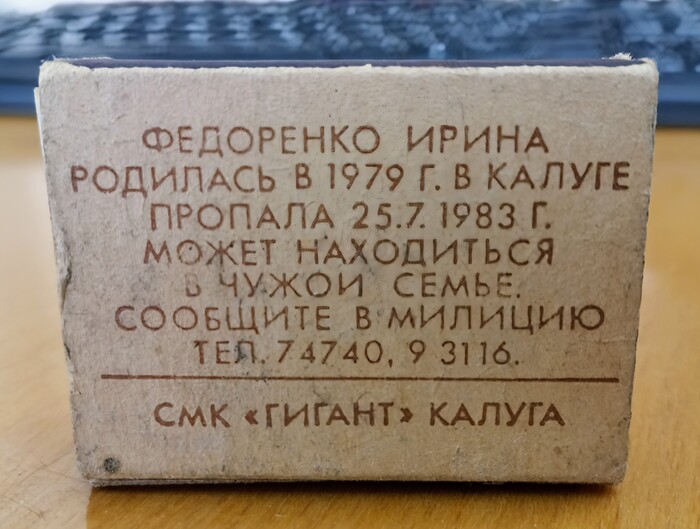 ФЕДОРЕНКО ИРИНА
РОДИЛАСЬ В 1979 Г. В КАЛУГЕ
ПРОПАЛА 25.7. 1983 Г.
МОЖЕТ НАХОДИТЬСЯ
В ЧУЖОЙ СЕМЬЕ.
СООБЩИТЕ В МИЛИЦИЮ
ТЕЛ. 74740, 9 3116.
СМК «ГИГАНТ» КАЛУГА